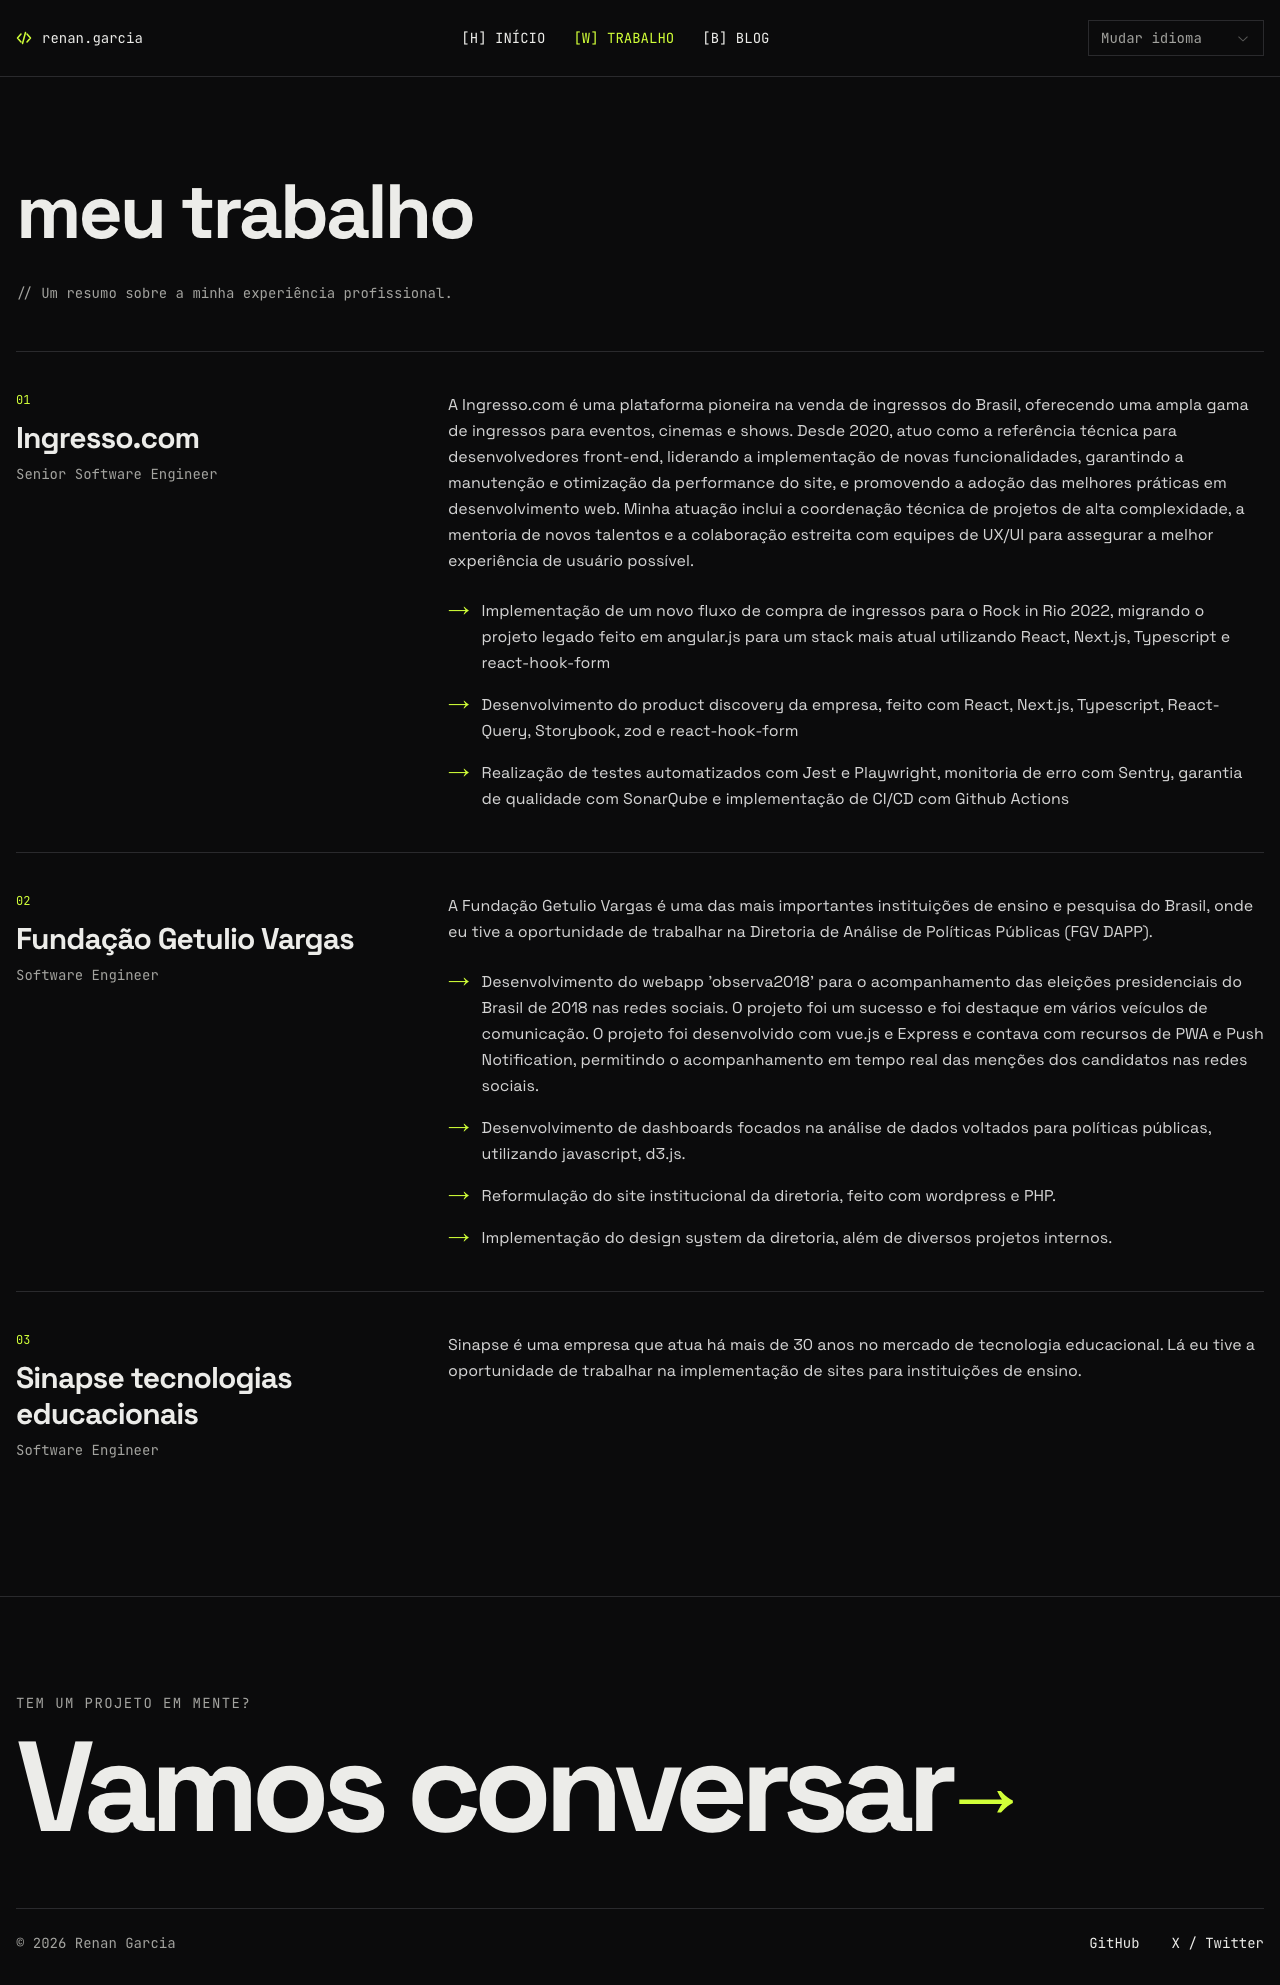 </> renan.garcia
[H] INÍCIO [W] TRABALHO [B] BLOG
Mudar idioma
meu trabalho
// Um resumo sobre a minha experiência profissional.
01
Ingresso.com
Senior Software Engineer
A Ingresso.com é uma plataforma pioneira na venda de ingressos do Brasil, oferecendo uma ampla gama
de ingressos para eventos, cinemas e shows. Desde 2020, atuo como a referência técnica para
desenvolvedores front-end, liderando a implementação de novas funcionalidades, garantindo a
manutenção e otimização da performance do site, e promovendo a adoção das melhores práticas em
desenvolvimento web. Minha atuação inclui a coordenação técnica de projetos de alta complexidade, a
mentoria de novos talentos e a colaboração estreita com equipes de UX/UI para assegurar a melhor
experiência de usuário possível.
→ Implementação de um novo fluxo de compra de ingressos para o Rock in Rio 2022, migrando o
projeto legado feito em angular.js para um stack mais atual utilizando React, Next.js, Typescript e
react-hook-form
→ Desenvolvimento do product discovery da empresa, feito com React, Next.js, Typescript, React-
Query, Storybook, zod e react-hook-form
→ Realização de testes automatizados com Jest e Playwright, monitoria de erro com Sentry, garantia
de qualidade com SonarQube e implementação de CI/CD com Github Actions
02
Fundação Getulio Vargas
Software Engineer
A Fundação Getulio Vargas é uma das mais importantes instituições de ensino e pesquisa do Brasil, onde
eu tive a oportunidade de trabalhar na Diretoria de Análise de Políticas Públicas (FGV DAPP).
→ Desenvolvimento do webapp 'observa2018' para o acompanhamento das eleições presidenciais do
Brasil de 2018 nas redes sociais. O projeto foi um sucesso e foi destaque em vários veículos de
comunicação. O projeto foi desenvolvido com vue.js e Express e contava com recursos de PWA e Push
Notification, permitindo o acompanhamento em tempo real das menções dos candidatos nas redes
sociais.
→ Desenvolvimento de dashboards focados na análise de dados voltados para políticas públicas,
utilizando javascript, d3.js.
→ Reformulação do site institucional da diretoria, feito com wordpress e PHP.
→ Implementação do design system da diretoria, além de diversos projetos internos.
03
Sinapse tecnologias
educacionais
Software Engineer
Sinapse é uma empresa que atua há mais de 30 anos no mercado de tecnologia educacional. Lá eu tive a
oportunidade de trabalhar na implementação de sites para instituições de ensino.
TEM UM PROJETO EM MENTE?
Vamos conversar→
© 2026 Renan Garcia
GitHub X / Twitter